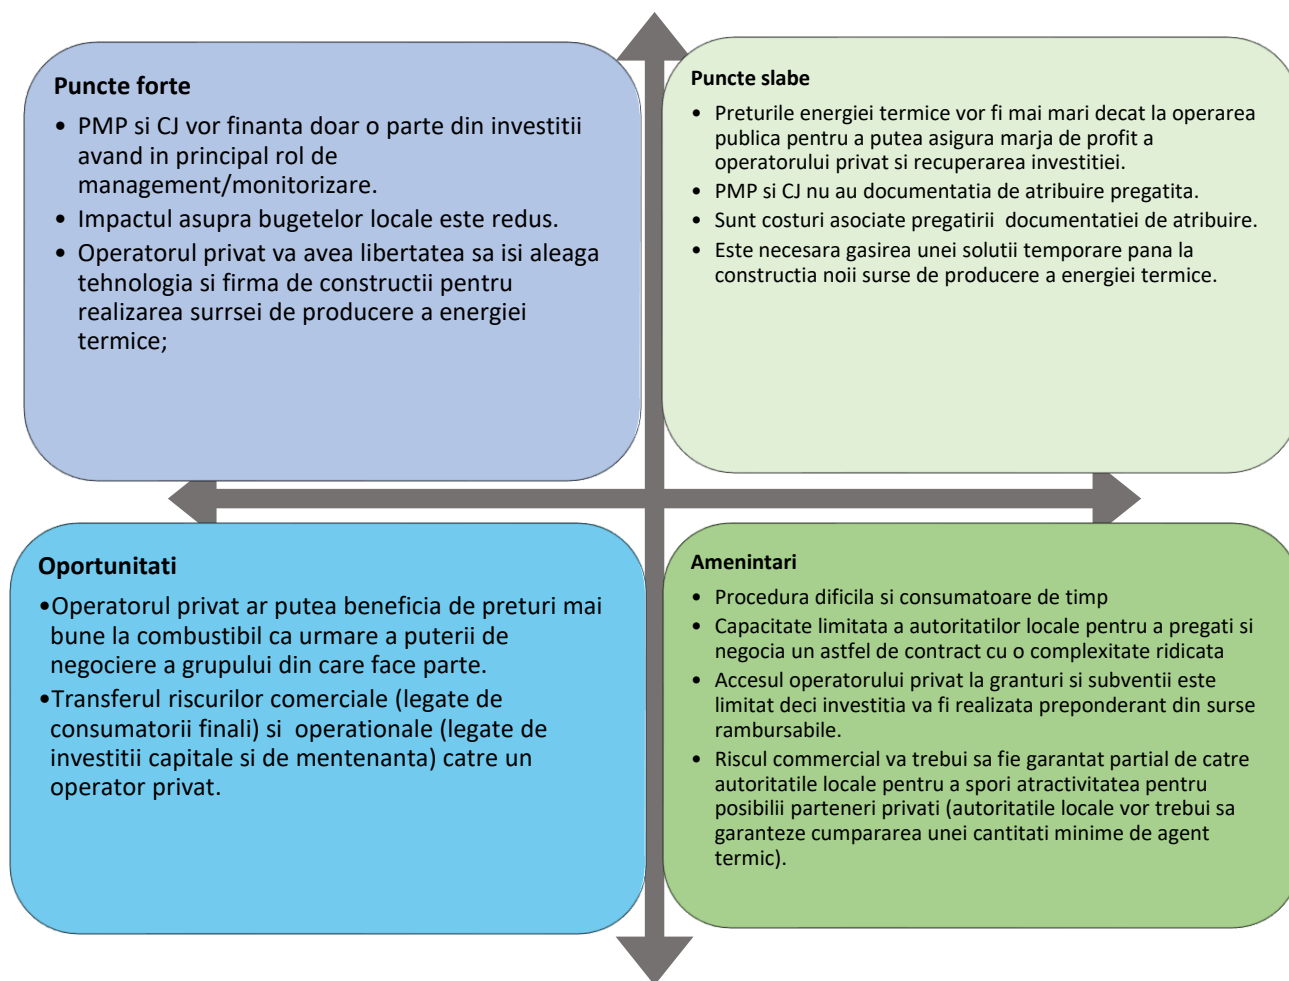 Puncte forte
• PMP si CJ vor finanta doar o parte din investitii
avand in principal rol de
management/monitorizare.
• Impactul asupra bugetelor locale este redus.
• Operatorul privat va avea libertatea sa isi aleaga
tehnologia si firma de constructii pentru
realizarea surrsei de producere a energiei
termice;
Puncte slabe
• Preturile energiei termice vor fi mai mari decat la operarea
publica pentru a putea asigura marja de profit a
operatorului privat si recuperarea investitiei.
• PMP si CJ nu au documentatia de atribuire pregatita.
• Sunt costuri asociate pregatirii documentatiei de atribuire.
• Este necesara gasirea unei solutii temporare pana la
constructia noii surse de producere a energiei termice.
Oportunitati
•Operatorul privat ar putea beneficia de preturi mai
bune la combustibil ca urmare a puterii de
negociere a grupului din care face parte.
•Transferul riscurilor comerciale (legate de
consumatorii finali) si operationale (legate de
investitii capitale si de mentenanta) catre un
operator privat.
Amenintari
• Procedura dificila si consumatoare de timp
• Capacitate limitata a autoritatilor locale pentru a pregati si
negocia un astfel de contract cu o complexitate ridicata
• Accesul operatorului privat la granturi si subventii este
limitat deci investitia va fi realizata preponderant din surse
rambursabile.
• Riscul commercial va trebui sa fie garantat partial de catre
autoritatile locale pentru a spori atractivitatea pentru
posibilii parteneri privati (autoritatile locale vor trebui sa
garanteze cumpararea unei cantitati minime de agent
termic).